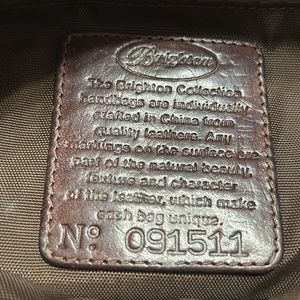 Brighton
The Brighton Collection
handbags are individually
crafted in China from
quality leathers. Any
markings on the surface are
part of the natural beauty,
texture and character
of the leather, which make
each bag unique.
Nº 091511